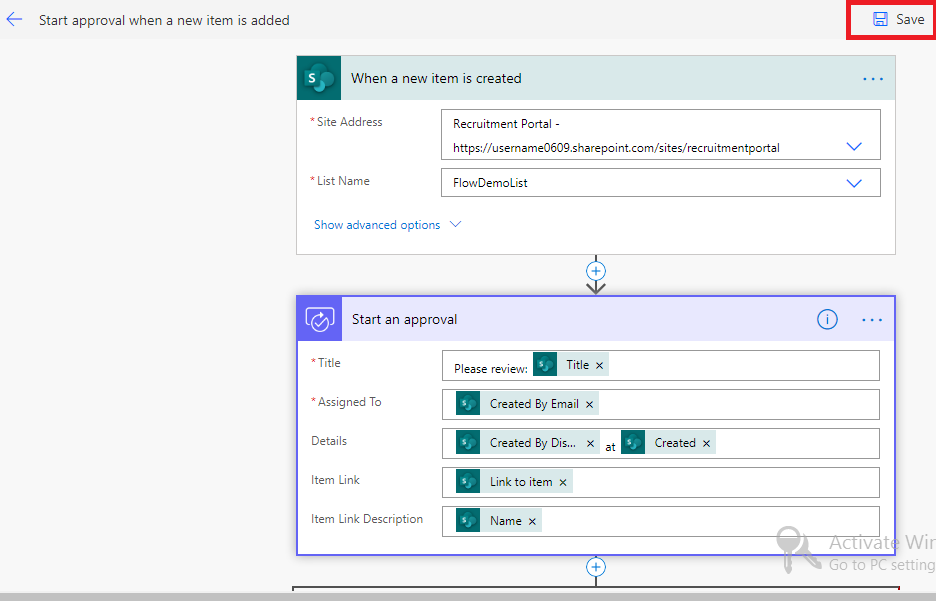 Start approval when a new item is added
Save
When a new item is created
* Site Address
Recruitment Portal -
https://username0609.sharepoint.com/sites/recruitmentportal
* List Name
FlowDemoList
Show advanced options
Start an approval
* Title
Please review: Title ×
* Assigned To
Created By Email ×
Details
Created By Dis... × at Created ×
Item Link
Link to item ×
Item Link Description
Name ×
Activate Win
Go to PC setting